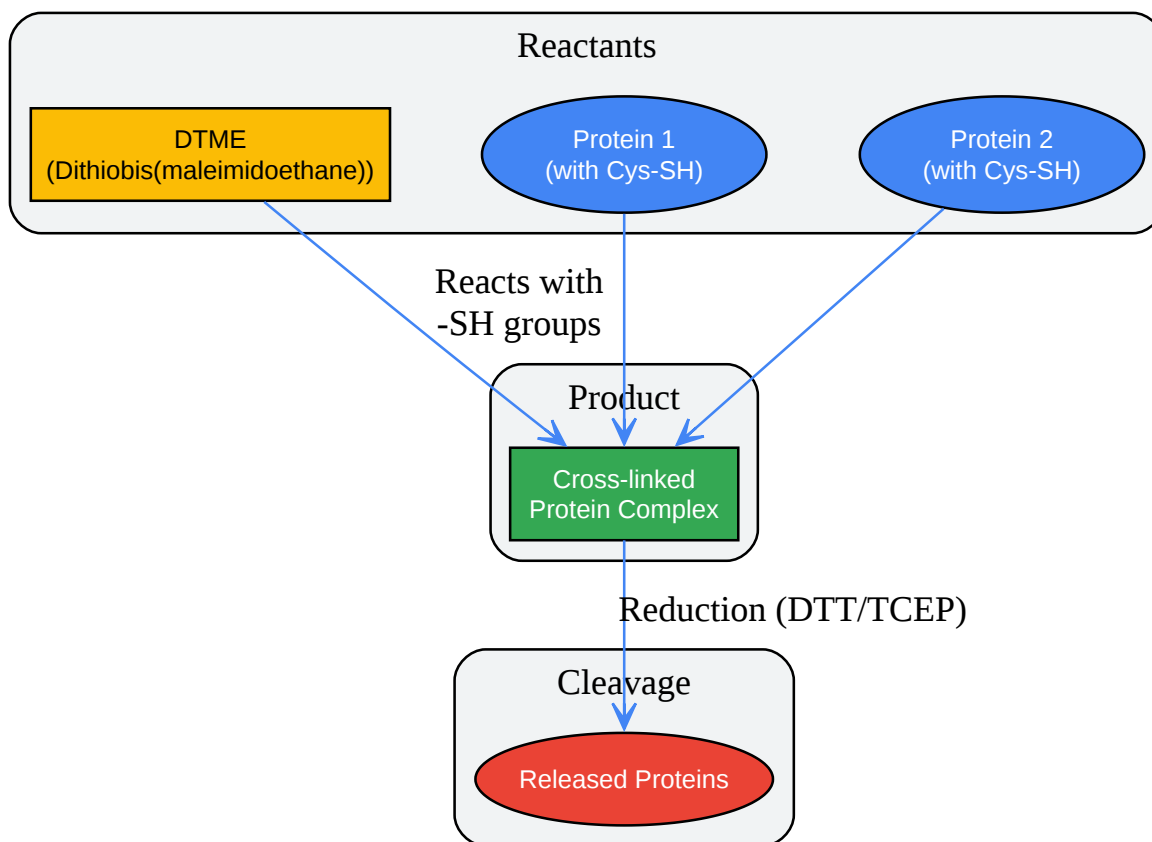 Reactants
DTME
(Dithiobis(maleimidoethane))
Protein 1
(with Cys-SH)
Protein 2
(with Cys-SH)
Reacts with
-SH groups
Product
Cross-linked
Protein Complex
Reduction (DTT/TCEP)
Cleavage
Released Proteins